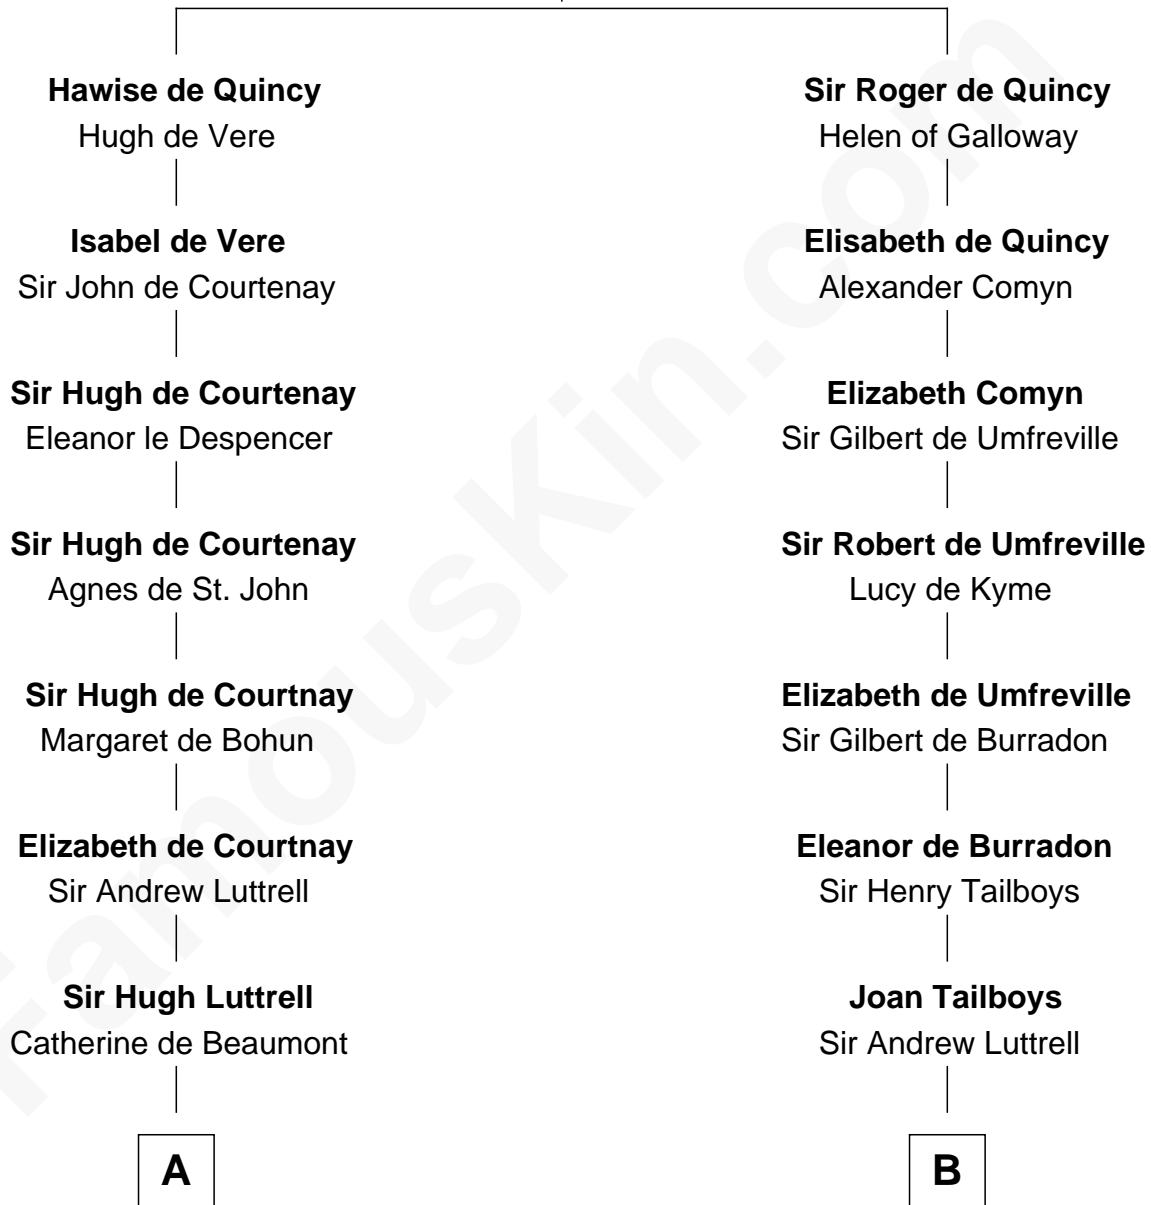 Hawise de Quincy
Hugh de Vere
Isabel de Vere
Sir John de Courtenay
Sir Hugh de Courtenay
Eleanor le Despencer
Sir Hugh de Courtenay
Agnes de St. John
Sir Hugh de Courtnay
Margaret de Bohun
Elizabeth de Courtnay
Sir Andrew Luttrell
Sir Hugh Luttrell
Catherine de Beaumont
A
Sir Roger de Quincy
Helen of Galloway
Elisabeth de Quincy
Alexander Comyn
Elizabeth Comyn
Sir Gilbert de Umfreville
Sir Robert de Umfreville
Lucy de Kyme
Elizabeth de Umfreville
Sir Gilbert de Burradon
Eleanor de Burradon
Sir Henry Tailboys
Joan Tailboys
Sir Andrew Luttrell
B
FamousKin.com